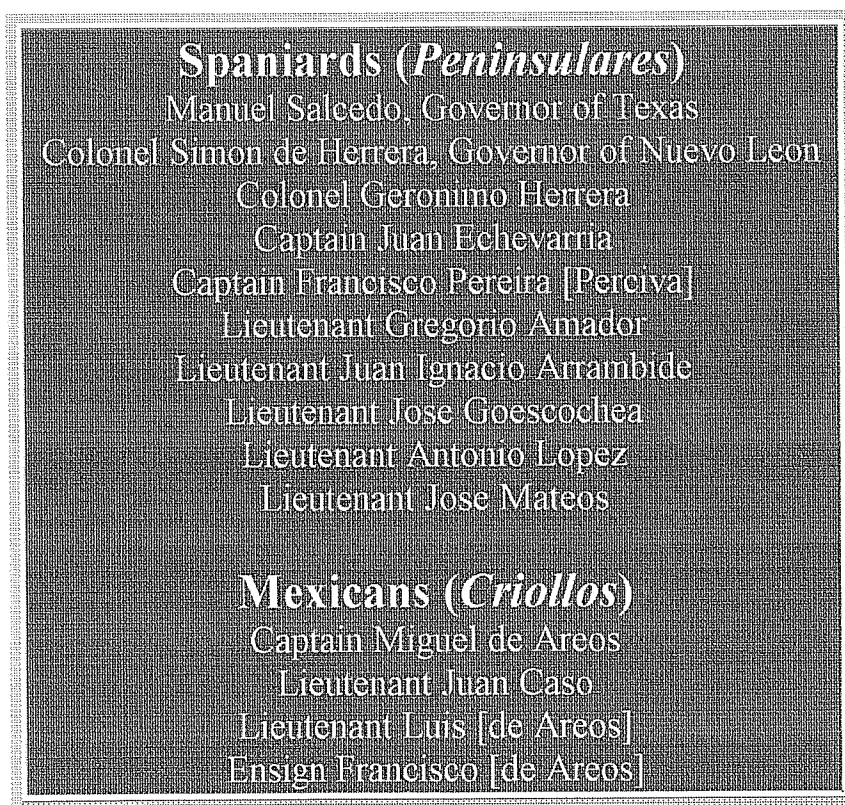 Spaniards (Peninsulares)
Manuel Salcedo, Governor of Texas
Colonel Simon de Herrera, Governor of Nuevo Leon
Colonel Geronimo Herrera
Captain Juan Echevarria
Captain Francisco Pereira [Perciva]
Lieutenant Gregorio Amador
Lieutenant Juan Ignacio Arrambide
Lieutenant Jose Goescochea
Lieutenant Antonio Lopez
Lieutenant Jose Mateos
Mexicans (Criollos)
Captain Miguel de Areos
Lieutenant Juan Caso
Lieutenant Luis [de Areos]
Ensign Francisco [de Areos]